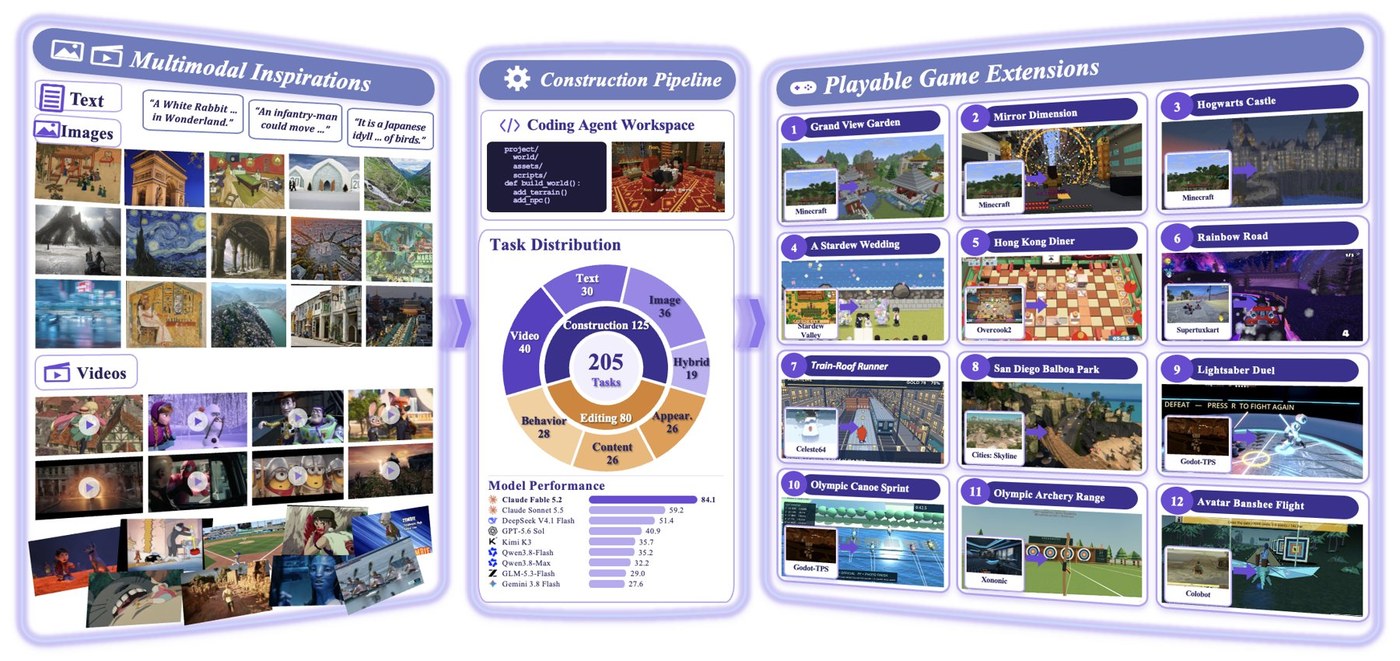 Multimodal Inspirations
Text
Images
"A White Rabbit ...
in Wonderland."
"An infantry-man
could move ..."
"It is a Japanese
idyll ... of birds."
Videos
Construction Pipeline
</> Coding Agent Workspace
project/
world/
assets/
scripts/
def build_world():
add_terrain()
add_npc()
Task Distribution
Text
30
Image
36
Hybrid
19
Video
40
Construction 125
205
Tasks
Editing 80
Behavior
28
Content
26
Appear.
26
Model Performance
Claude Fable 5.2 84.1
Claude Sonnet 5.5 59.2
DeepSeek V4.1 Flash 51.4
GPT-5.6 Sol 40.9
Kimi K3 35.7
Qwen3.8-Flash 35.2
Qwen3.8-Max 32.2
GLM-5.3-Flash 29.0
Gemini 3.8 Flash 27.6
Playable Game Extensions
1 Grand View Garden
Minecraft
2 Mirror Dimension
Minecraft
3 Hogwarts Castle
Minecraft
4 A Stardew Wedding
Stardew
Valley
5 Hong Kong Diner
Overcook2
6 Rainbow Road
Supertuxkart
4
7 Train-Roof Runner
Celeste64
8 San Diego Balboa Park
Cities: Skyline
9 Lightsaber Duel
DEFEAT — PRESS R TO FIGHT AGAIN
Godot-TPS
10 Olympic Canoe Sprint
Godot-TPS
11 Olympic Archery Range
Xononic
12 Avatar Banshee Flight
Colobot